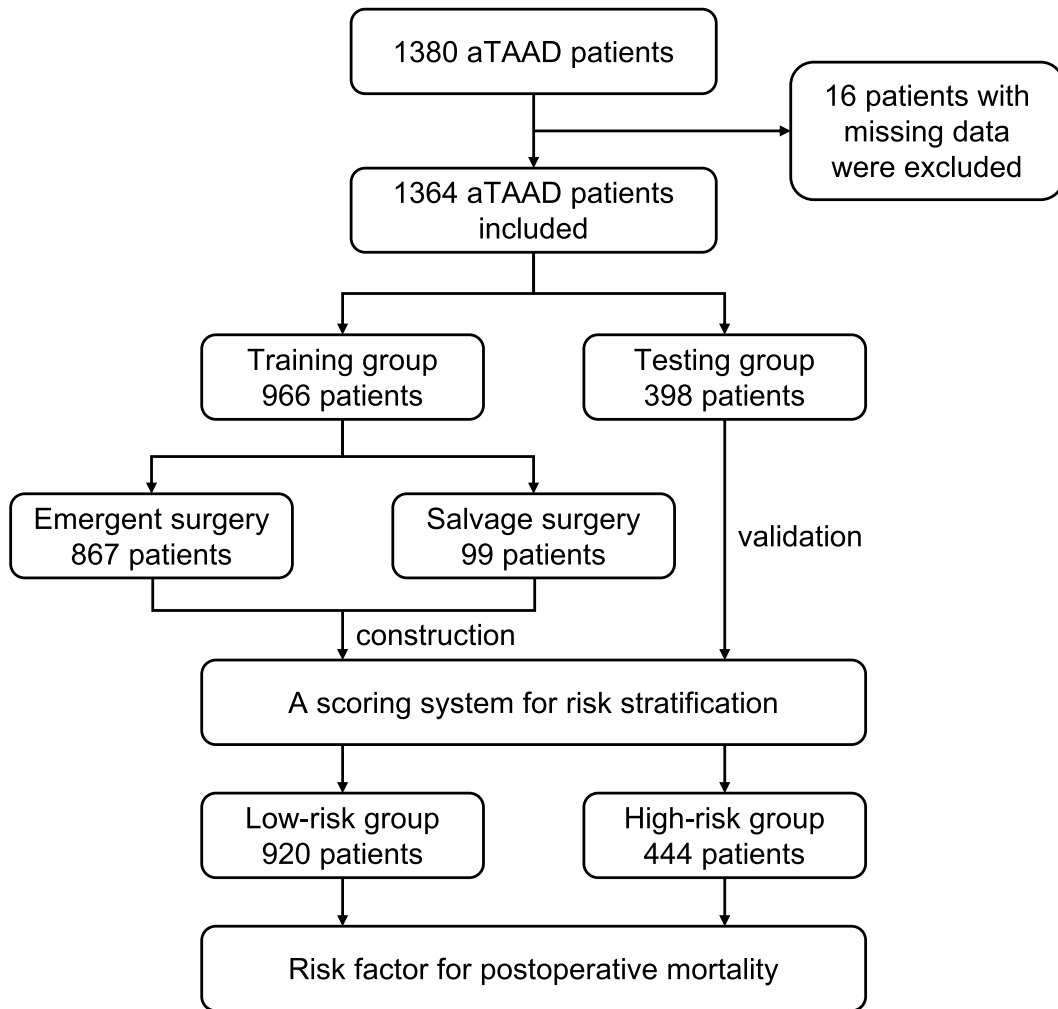 1380 aTAAD patients
16 patients with
missing data
were excluded
1364 aTAAD patients
included
Training group
966 patients
Testing group
398 patients
Emergent surgery
867 patients
Salvage surgery
99 patients
validation
construction
A scoring system for risk stratification
Low-risk group
920 patients
High-risk group
444 patients
Risk factor for postoperative mortality